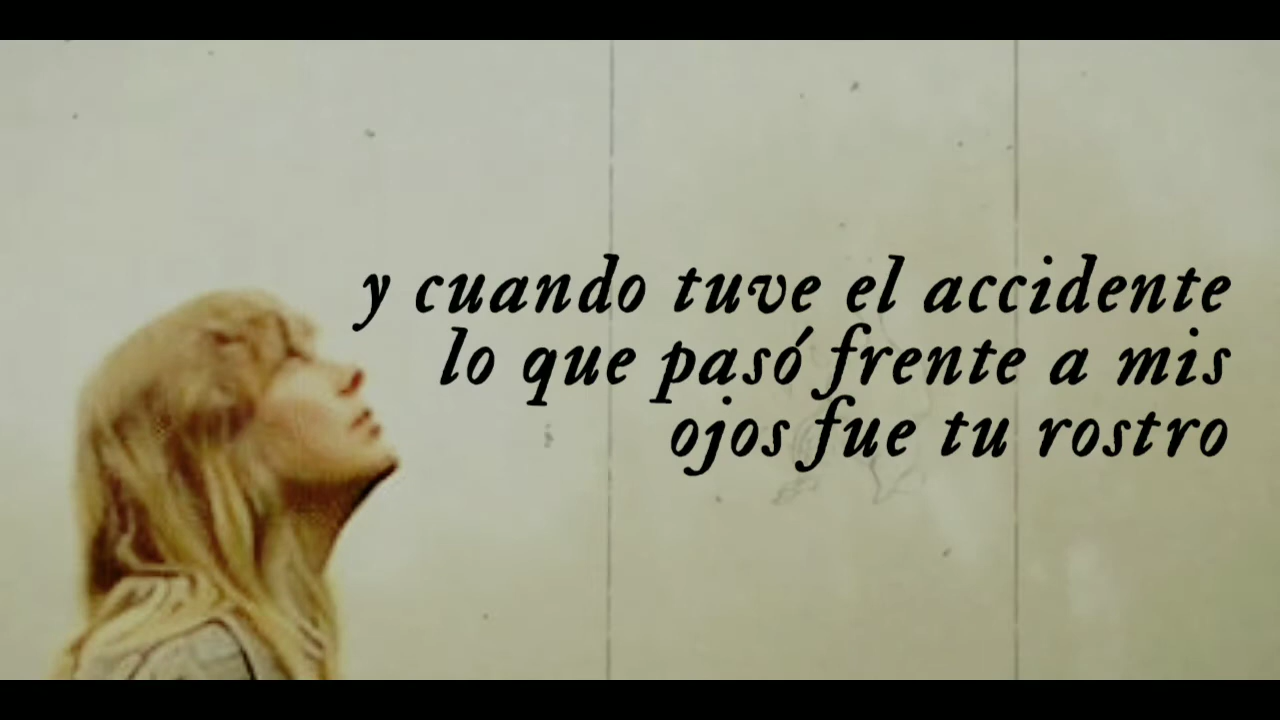 y cuando tuve el accidente
lo que pasó frente a mis
ojos fue tu rostro